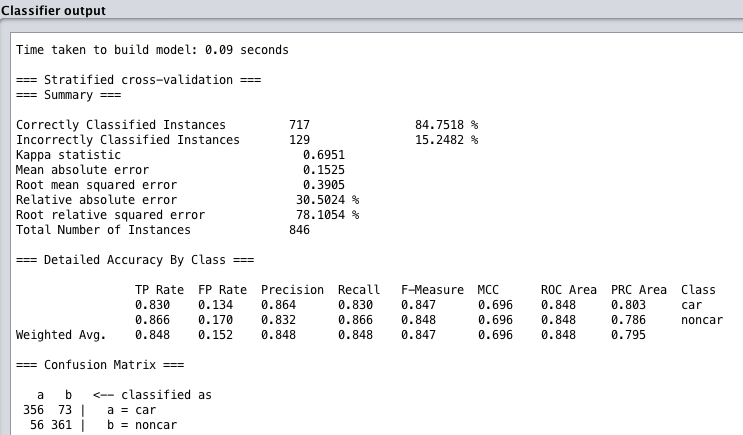 Classifier output
Time taken to build model: 0.09 seconds
=== Stratified cross-validation ===
=== Summary ===
Correctly Classified Instances 717 84.7518 %
Incorrectly Classified Instances 129 15.2482 %
Kappa statistic 0.6951
Mean absolute error 0.1525
Root mean squared error 0.3905
Relative absolute error 30.5024 %
Root relative squared error 78.1054 %
Total Number of Instances 846
=== Detailed Accuracy By Class ===
TP Rate FP Rate Precision Recall F-Measure MCC ROC Area PRC Area Class
0.830 0.134 0.864 0.830 0.847 0.696 0.848 0.803 car
0.866 0.170 0.832 0.866 0.848 0.696 0.848 0.786 noncar
Weighted Avg. 0.848 0.152 0.848 0.848 0.847 0.696 0.848 0.795
=== Confusion Matrix ===
a b <-- classified as
356 73 | a = car
56 361 | b = noncar